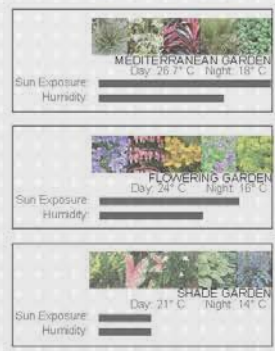 MEDITERRANEAN GARDEN
Day: 26.7° C Night: 18° C
Sun Exposure:
Humidity:
FLOWERING GARDEN
Day: 24° C Night: 16° C
Sun Exposure:
Humidity:
SHADE GARDEN
Day: 21° C Night: 14° C
Sun Exposure:
Humidity: